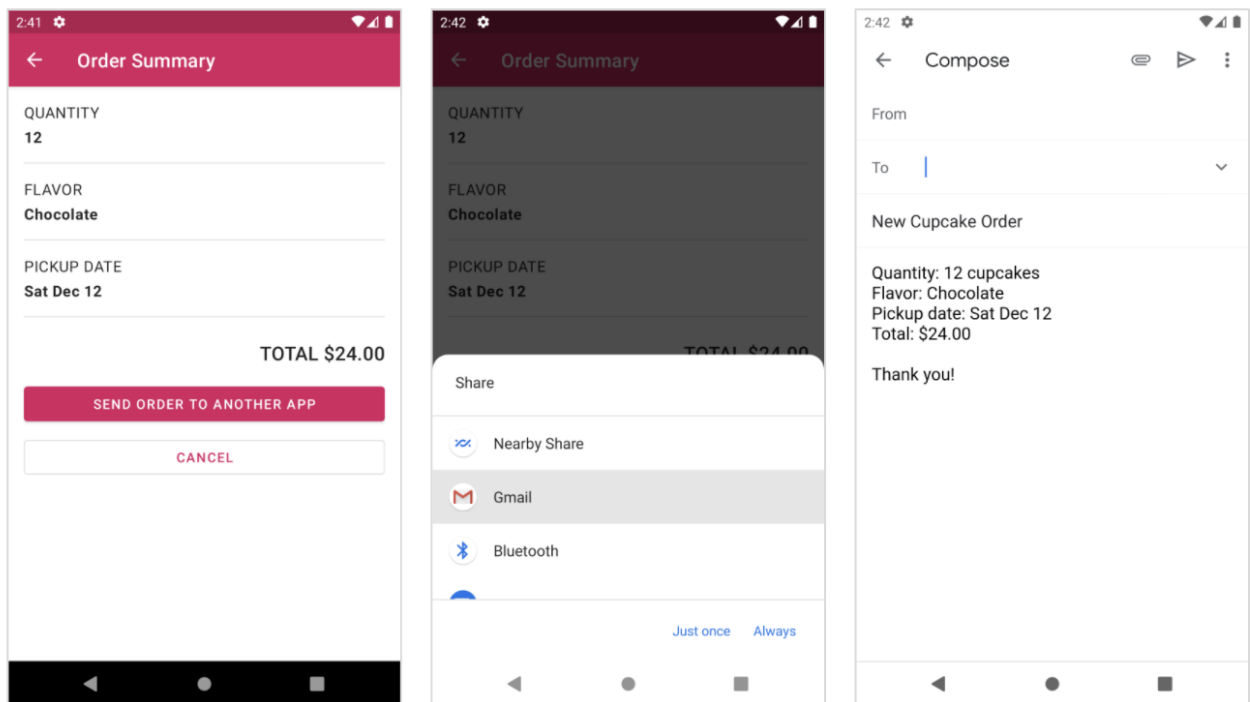 2:41
Order Summary
QUANTITY
12
FLAVOR
Chocolate
PICKUP DATE
Sat Dec 12
TOTAL $24.00
SEND ORDER TO ANOTHER APP
CANCEL
2:42
Order Summary
QUANTITY
12
FLAVOR
Chocolate
PICKUP DATE
Sat Dec 12
TOTAL $24.00
Share
Nearby Share
Gmail
Bluetooth
Just once Always
2:42
Compose
From
To
New Cupcake Order
Quantity: 12 cupcakes
Flavor: Chocolate
Pickup date: Sat Dec 12
Total: $24.00
Thank you!